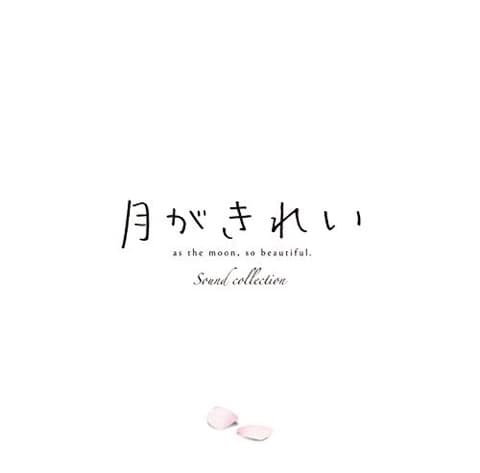 月がきれい
as the moon, so beautiful.
Sound collection